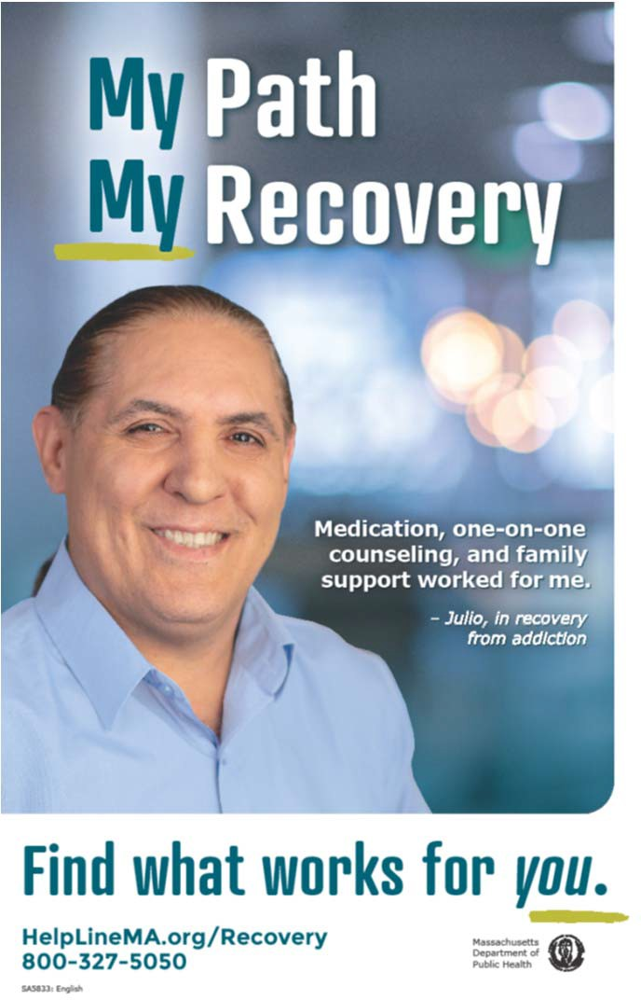 My Path
My Recovery
Medication, one-on-one
counseling, and family
support worked for me.
– Julio, in recovery
from addiction
Find what works for you.
HelpLineMA.org/Recovery
800-327-5050
Massachusetts
Department of
Public Health
SA5833: English